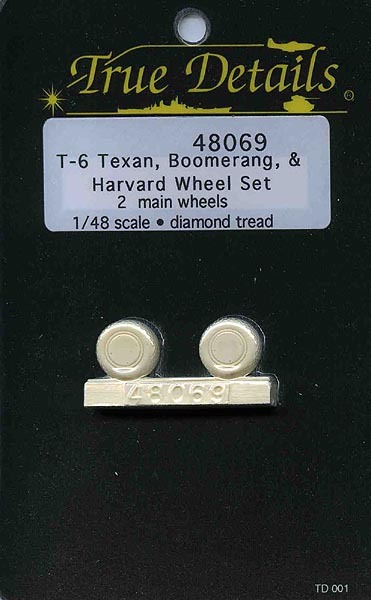 True Details
48069
T-6 Texan, Boomerang, &
Harvard Wheel Set
2 main wheels
1/48 scale • diamond tread
48069
TD 001